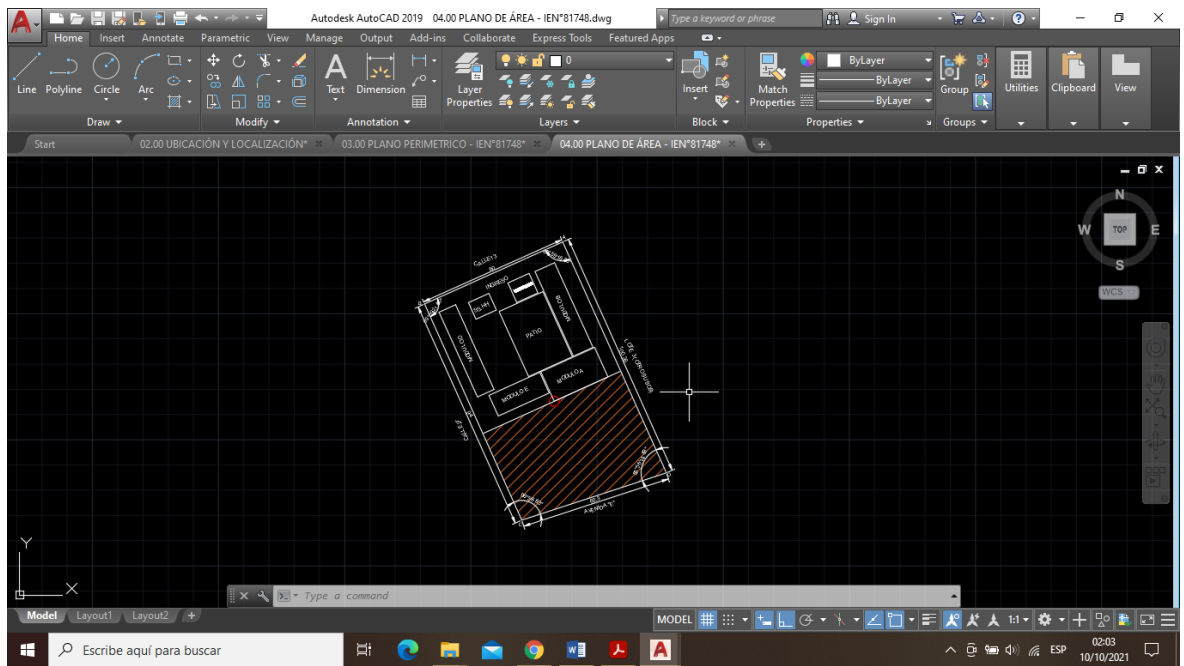 Autodesk AutoCAD 2019 04.00 PLANO DE ÁREA - IEN°81748.dwg
Type a keyword or phrase
Sign In
Home Insert Annotate Parametric View Manage Output Add-ins Collaborate Express Tools Featured Apps
Line Polyline Circle Arc
Text Dimension
Layer Properties
0
Insert
Match Properties
ByLayer
ByLayer
ByLayer
Group
Utilities
Clipboard
View
Draw Modify Annotation Layers Block Properties Groups
Start 02.00 UBICACIÓN Y LOCALIZACIÓN* 03.00 PLANO PERIMETRICO - IEN°81748* 04.00 PLANO DE ÁREA - IEN°81748*
N
W TOP E
S
WCS
CALLE13
INGRESO
SS.HH
PATIO
MODULO E
MODULO A
AVENIDA "E"
Y
X
Type a command
Model Layout1 Layout2 +
MODEL
1:1
Escribe aquí para buscar
ESP
02:03
10/10/2021